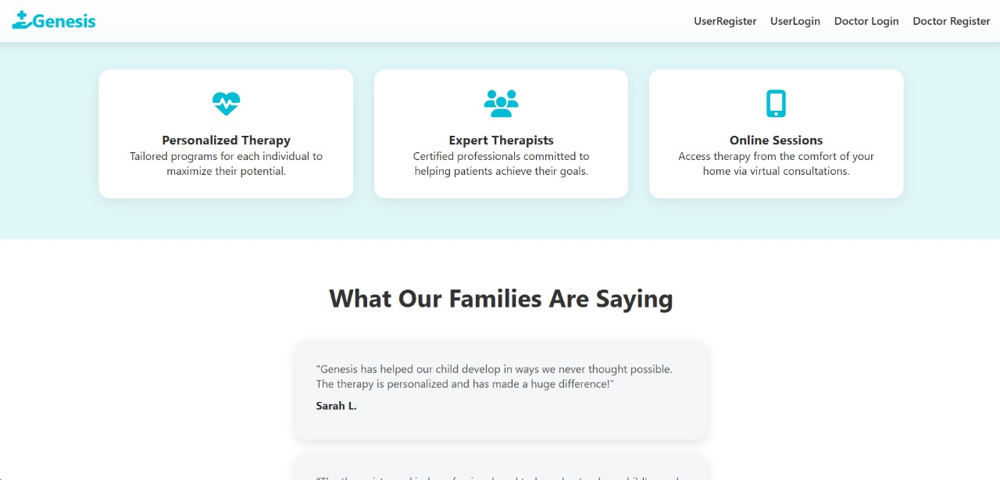 Genesis
UserRegister
UserLogin
Doctor Login
Doctor Register
Personalized Therapy
Tailored programs for each individual to
maximize their potential.
Expert Therapists
Certified professionals committed to
helping patients achieve their goals.
Online Sessions
Access therapy from the comfort of your
home via virtual consultations.
What Our Families Are Saying
"Genesis has helped our child develop in ways we never thought possible.
The therapy is personalized and has made a huge difference!"
Sarah L.